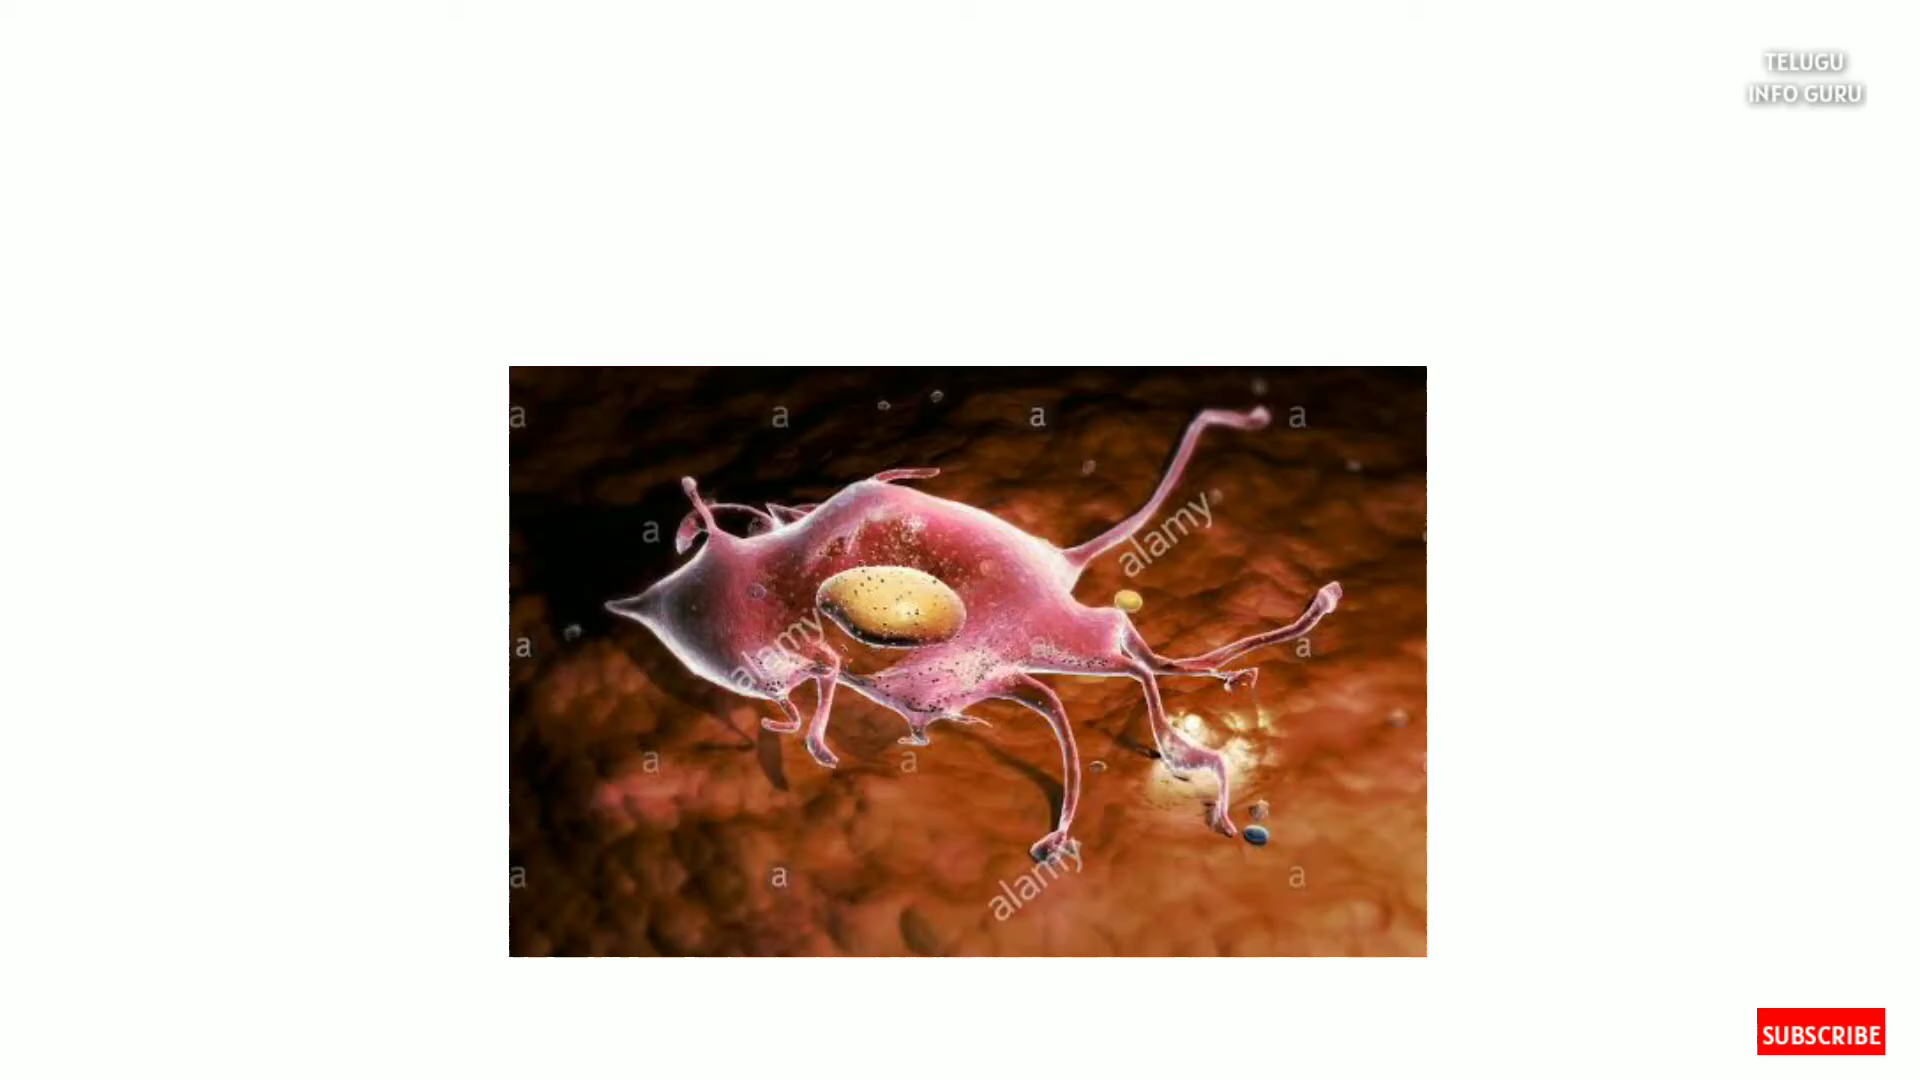 TELUGU
INFO GURU
a a a a
alamy
a
a alamy a a
a a
alamy
a a a
SUBSCRIBE